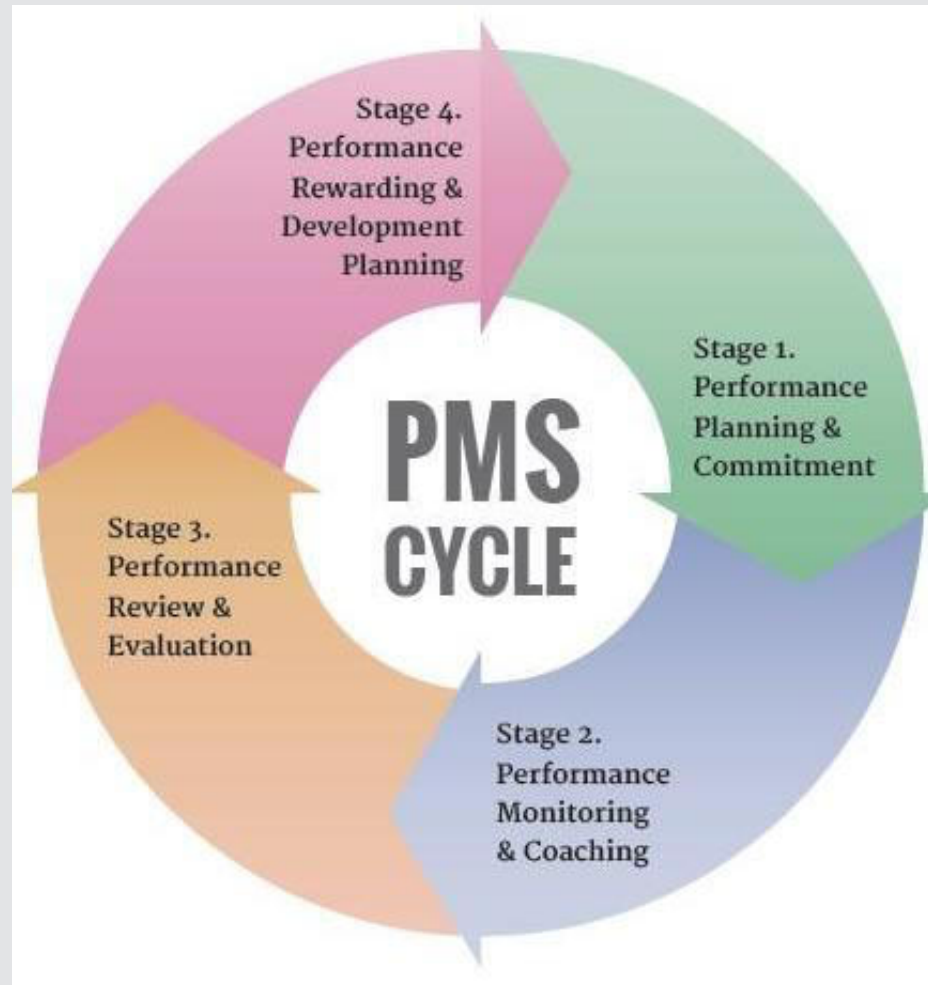 PMS
CYCLE
Stage 1.
Performance
Planning &
Commitment
Stage 2.
Performance
Monitoring
& Coaching
Stage 3.
Performance
Review &
Evaluation
Stage 4.
Performance
Rewarding &
Development
Planning